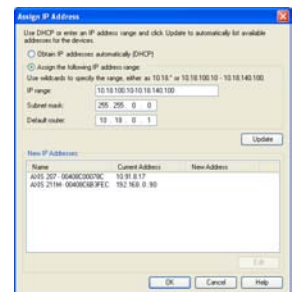 Assign IP Address
Use DHCP or enter an IP address range and click Update to automatically list available
addresses for the devices.
Obtain IP addresses automatically (DHCP)
Assign the following IP address range:
Use wildcards to specify the range, either as 10.18.* or 10.18.100.10 - 10.18.140.100.
IP range: 10.18.100.10-10.18.140.100
Subnet mask: 255 . 255 . 0 . 0
Default router: 10 . 18 . 0 . 1
Update
New IP Addresses:
Name Current Address New Address
AXIS 207 - 00408C00078C 10.91.8.17
AXIS 211M - 00408C6B3FEC 192.168.0.90
Edit
OK Cancel Help